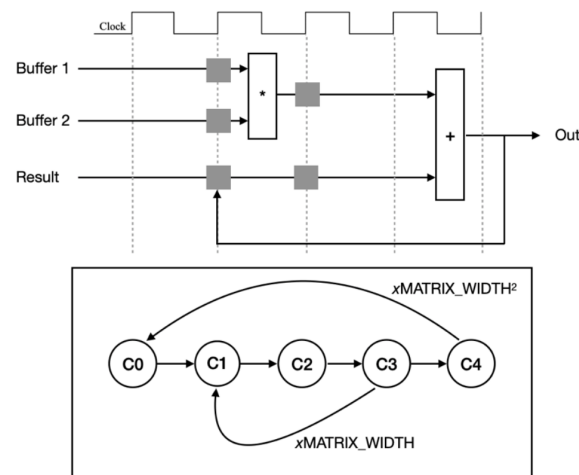 Clock
Buffer 1
*
Buffer 2
+
Out
Result
xMATRIX_WIDTH²
C0
C1
C2
C3
C4
xMATRIX_WIDTH